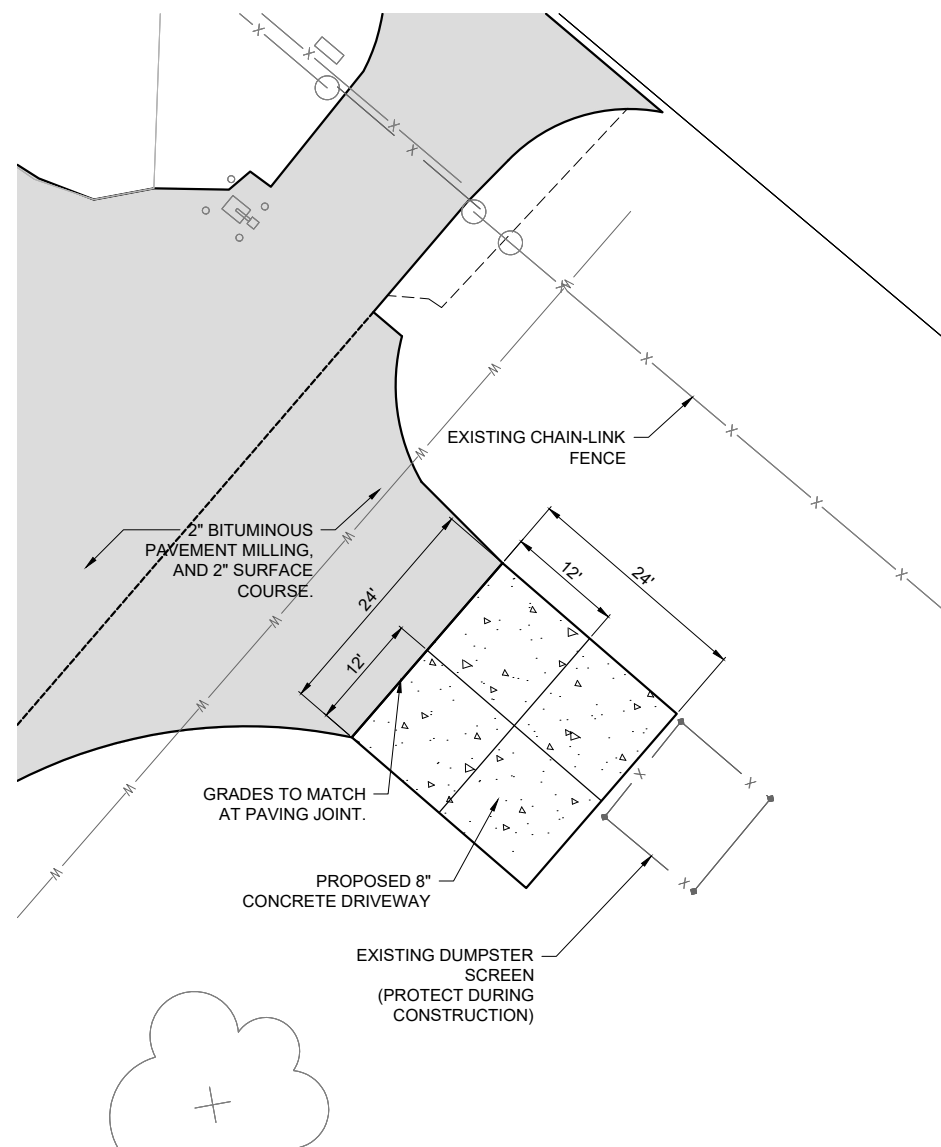 EXISTING CHAIN-LINK
FENCE
2" BITUMINOUS
PAVEMENT MILLING,
AND 2" SURFACE
COURSE.
24'
12'
12'
24'
GRADES TO MATCH
AT PAVING JOINT.
PROPOSED 8"
CONCRETE DRIVEWAY
EXISTING DUMPSTER
SCREEN
(PROTECT DURING
CONSTRUCTION)
X
X
X
X
X
X
X
X
X
X
X
X
X
W
W
W
W
W
W
W
W